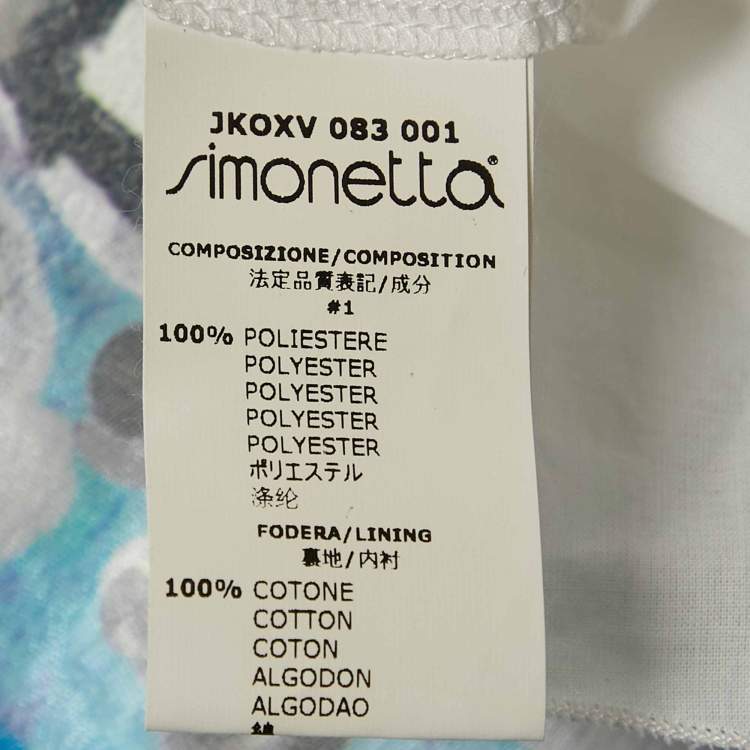 JKOXV 083 001
simonetta®
COMPOSIZIONE/COMPOSITION
法定品質表記/成分
#1
100% POLIESTERE
POLYESTER
POLYESTER
POLYESTER
POLYESTER
ポリエステル
涤纶
FODERA/LINING
裏地/内衬
100% COTONE
COTTON
COTON
ALGODON
ALGODAO